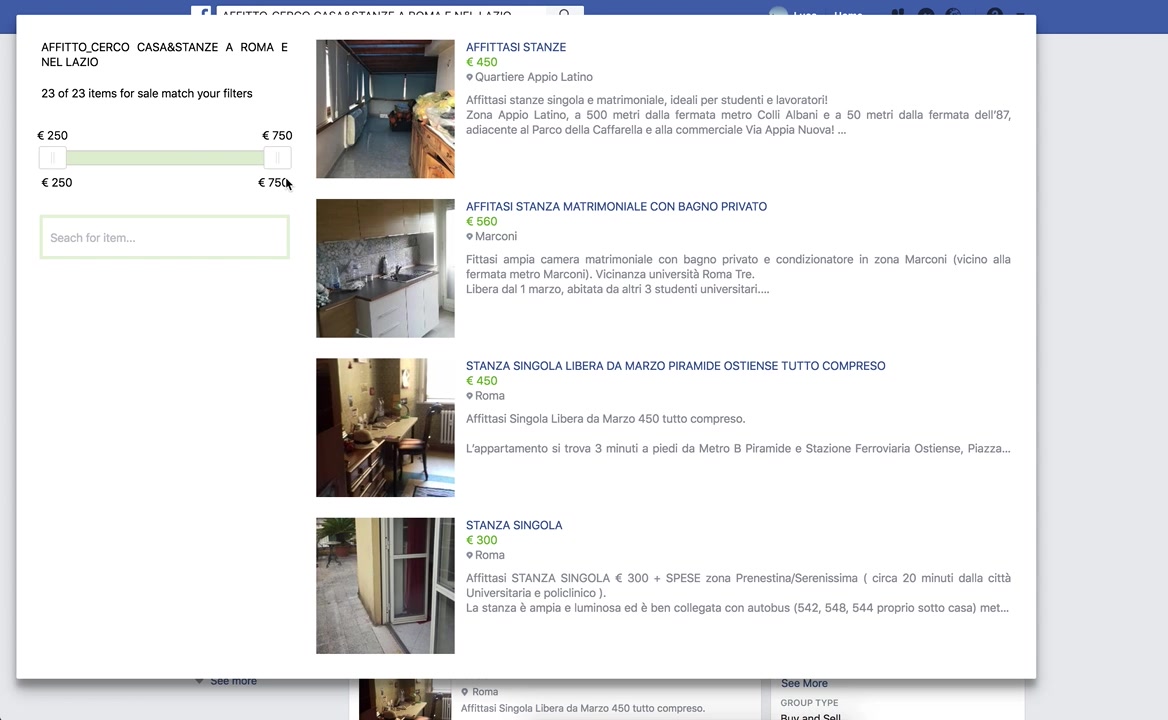 AFFITTO_CERCO CASA&STANZE A ROMA E NEL LAZIO
Luca
Home
AFFITTO_CERCO CASA&STANZE A ROMA E
NEL LAZIO
23 of 23 items for sale match your filters
€ 250
€ 750
€ 250
€ 750
Seach for item...
AFFITTASI STANZE
€ 450
Quartiere Appio Latino
Affittasi stanze singola e matrimoniale, ideali per studenti e lavoratori!
Zona Appio Latino, a 500 metri dalla fermata metro Colli Albani e a 50 metri dalla fermata dell'87,
adiacente al Parco della Caffarella e alla commerciale Via Appia Nuova! ...
AFFITASI STANZA MATRIMONIALE CON BAGNO PRIVATO
€ 560
Marconi
Fittasi ampia camera matrimoniale con bagno privato e condizionatore in zona Marconi (vicino alla
fermata metro Marconi). Vicinanza università Roma Tre.
Libera dal 1 marzo, abitata da altri 3 studenti universitari....
STANZA SINGOLA LIBERA DA MARZO PIRAMIDE OSTIENSE TUTTO COMPRESO
€ 450
Roma
Affittasi Singola Libera da Marzo 450 tutto compreso.
L'appartamento si trova 3 minuti a piedi da Metro B Piramide e Stazione Ferroviaria Ostiense, Piazza...
STANZA SINGOLA
€ 300
Roma
Affittasi STANZA SINGOLA € 300 + SPESE zona Prenestina/Serenissima ( circa 20 minuti dalla città
Universitaria e policlinico ).
La stanza è ampia e luminosa ed è ben collegata con autobus (542, 548, 544 proprio sotto casa) met...
See more
Roma
Affittasi Singola Libera da Marzo 450 tutto compreso.
See More
GROUP TYPE
Buy and Sell